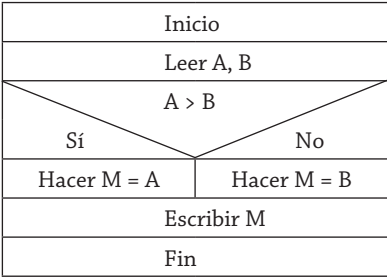 Inicio
Leer A, B
A > B
Sí No
Hacer M = A Hacer M = B
Escribir M
Fin